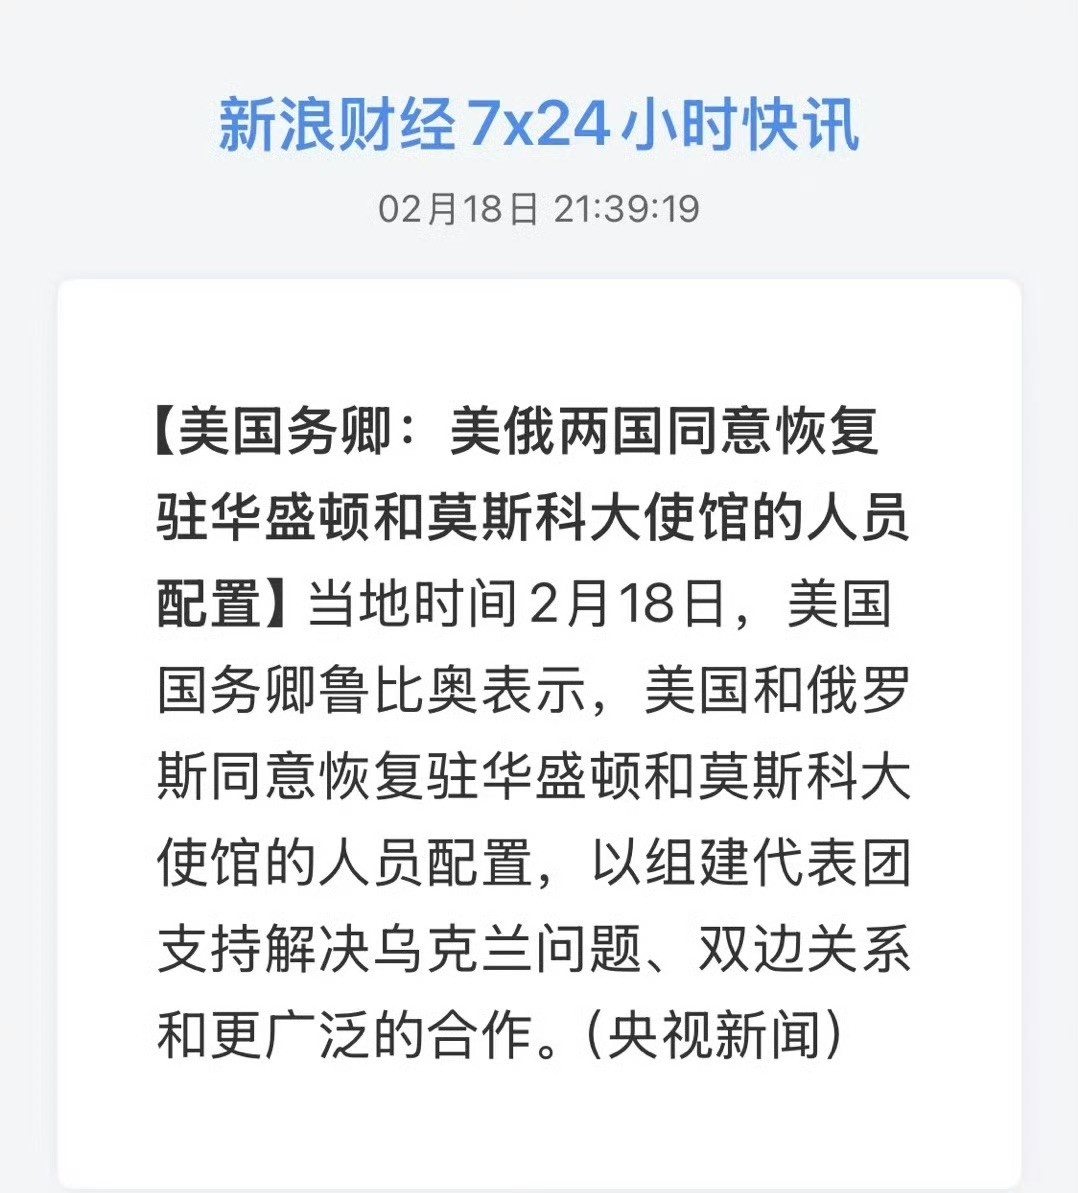 新浪财经7x24小时快讯
02月18日 21:39:19
【美国务卿：美俄两国同意恢复
驻华盛顿和莫斯科大使馆的人员
配置】当地时间2月18日，美国
国务卿鲁比奥表示，美国和俄罗
斯同意恢复驻华盛顿和莫斯科大
使馆的人员配置，以组建代表团
支持解决乌克兰问题、双边关系
和更广泛的合作。（央视新闻）